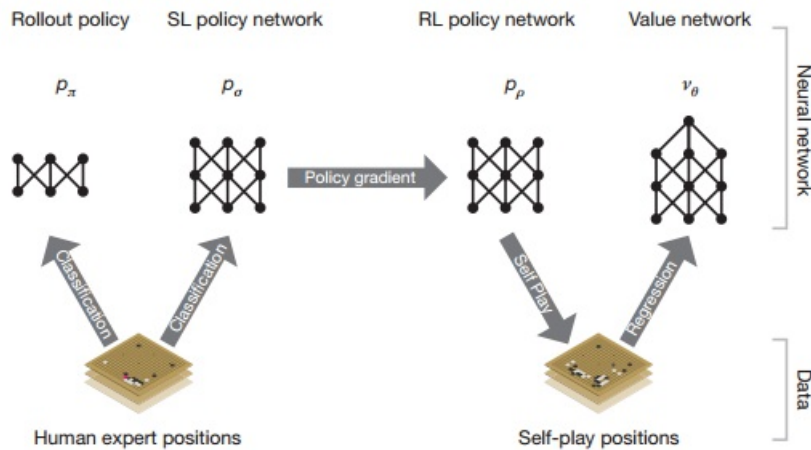 Rollout policy
SL policy network
RL policy network
Value network
pπ
pσ
pρ
νθ
Neural network
Policy gradient
Classification
Classification
Self Play
Regression
Data
Human expert positions
Self-play positions